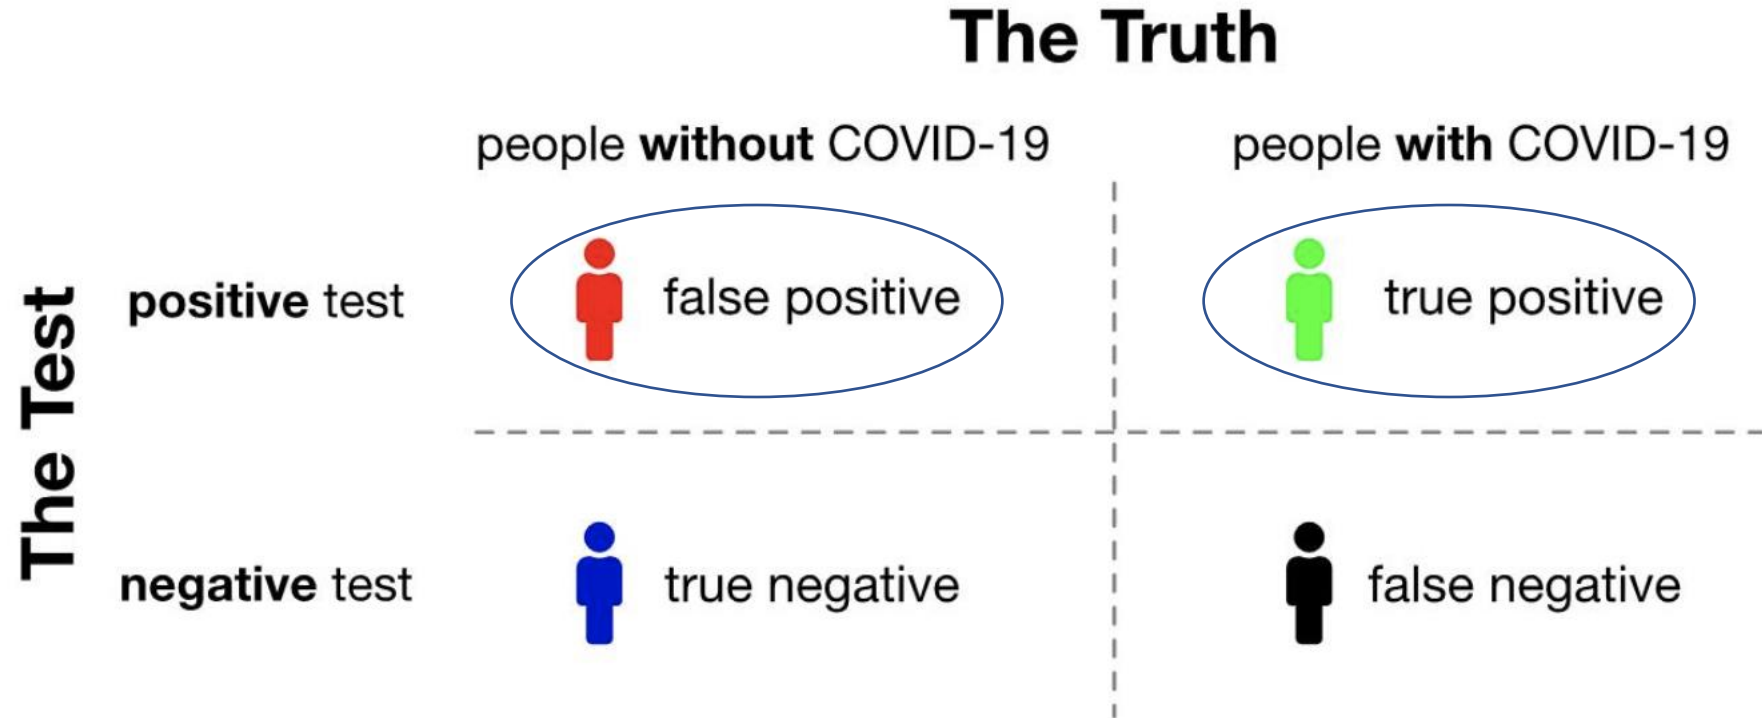 The Truth
people without COVID-19
people with COVID-19
The Test
positive test
false positive
true positive
negative test
true negative
false negative